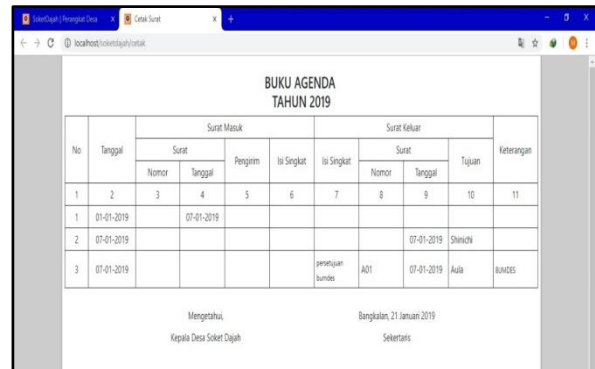 SoketDajah | Perangkat Desa
Cetak Surat
localhost/soketdajah/cetak
BUKU AGENDA
TAHUN 2019
No Tanggal Surat Masuk Surat Keluar Keterangan
Surat Pengirim Isi Singkat Isi Singkat Surat Tujuan
Nomor Tanggal Nomor Tanggal
1 2 3 4 5 6 7 8 9 10 11
1 01-01-2019 07-01-2019
2 07-01-2019 07-01-2019 Shinichi
3 07-01-2019 persetujuan bumdes A01 07-01-2019 Aula BUMDES
Mengetahui, Bangkalan, 21 Januari 2019
Kepala Desa Soket Dajah Sekertaris